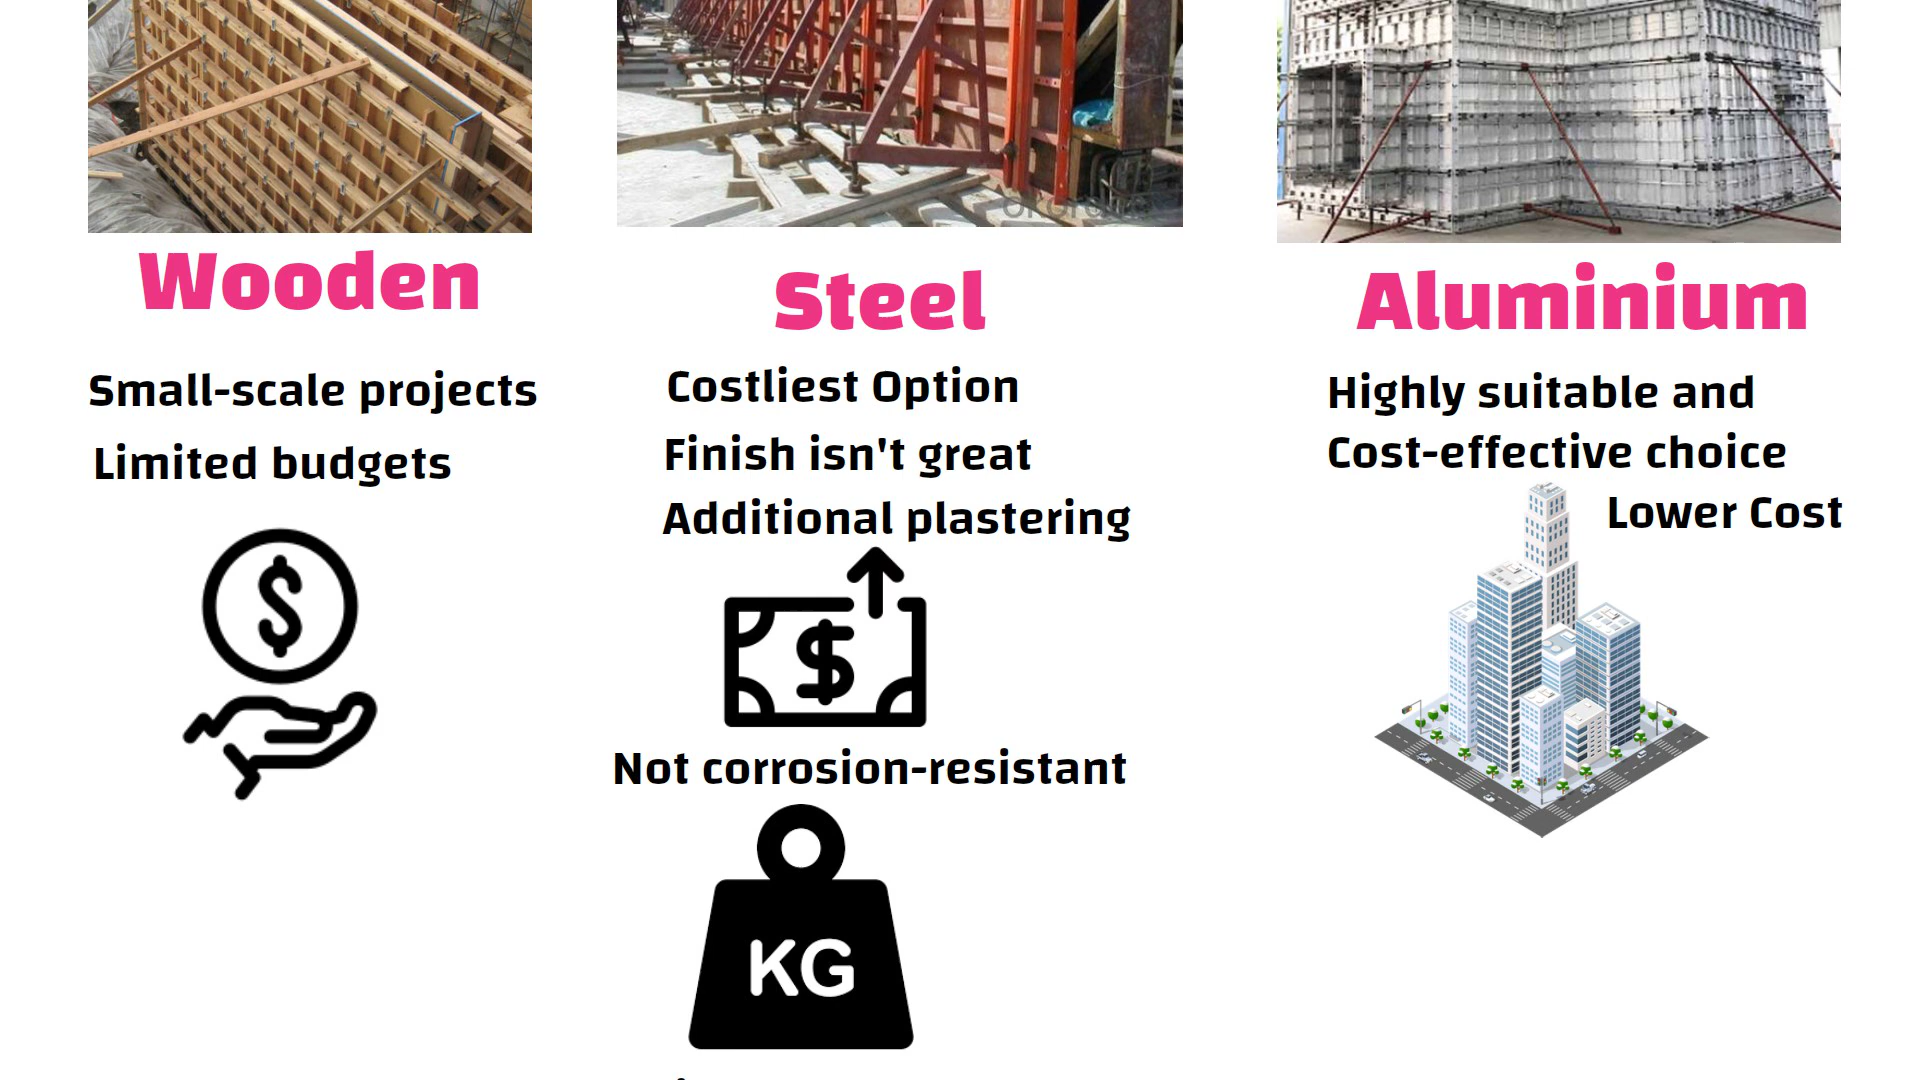 Wooden
Small-scale projects
Limited budgets
Steel
Costliest Option
Finish isn't great
Additional plastering
$
Not corrosion-resistant
KG
Aluminium
Highly suitable and
Cost-effective choice
Lower Cost